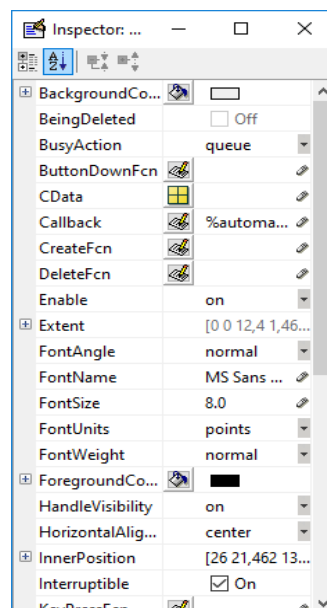 Inspector: ...
BackgroundCo...
BeingDeleted Off
BusyAction queue
ButtonDownFcn
CData
Callback %automa...
CreateFcn
DeleteFcn
Enable on
Extent [0 0 12,4 1,46...
FontAngle normal
FontName MS Sans ...
FontSize 8.0
FontUnits points
FontWeight normal
ForegroundCo...
HandleVisibility on
HorizontalAlig... center
InnerPosition [26 21,462 13...
Interruptible On
KeyPressFcn